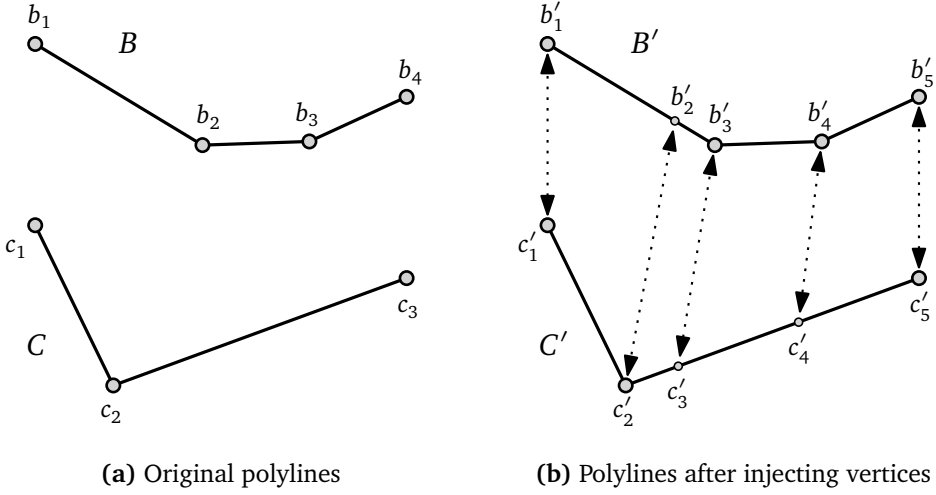 b₁ B b₂ b₃ b₄
c₁ C c₂ c₃
b′₁ B′ b′₂ b′₃ b′₄ b′₅
c′₁ C′ c′₂ c′₃ c′₄ c′₅
(a) Original polylines
(b) Polylines after injecting vertices